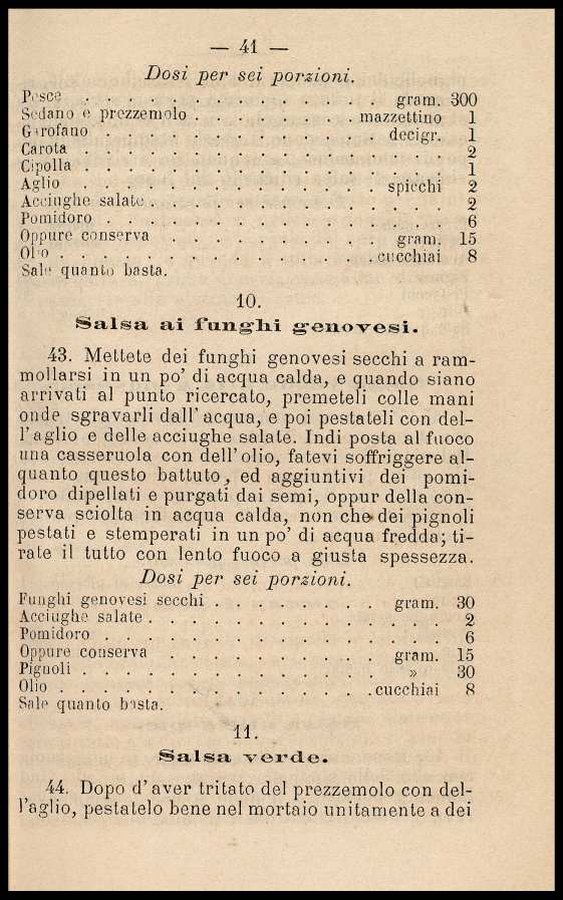 — 41 —
Dosi per sei porzioni.
Pesce . . . . . . . . . . . . . . gram. 300
Sedano e prezzemolo . . . . . . . . mazzettino 1
Garofano . . . . . . . . . . . . . decigr. 1
Carota . . . . . . . . . . . . . . . . . 2
Cipolla . . . . . . . . . . . . . . . . . 1
Aglio . . . . . . . . . . . . . . spicchi 2
Acciughe salate . . . . . . . . . . . . . . 2
Pomidoro . . . . . . . . . . . . . . . . 6
Oppure conserva . . . . . . . . . . gram. 15
Olio . . . . . . . . . . . . . . . cucchiai 8
Sale quanto basta.
10.
Salsa ai funghi genovesi.
43. Mettete dei funghi genovesi secchi a ram-
mollarsi in un po' di acqua calda, e quando siano
arrivati al punto ricercato, premeteli colle mani
onde sgravarli dall' acqua, e poi pestateli con del-
l'aglio e delle acciughe salate. Indi posta al fuoco
una casseruola con dell'olio, fatevi soffriggere al-
quanto questo battuto, ed aggiuntivi dei pomi-
doro dipellati e purgati dai semi, oppur della con-
serva sciolta in acqua calda, non che dei pignoli
pestati e stemperati in un po' di acqua fredda; ti-
rate il tutto con lento fuoco a giusta spessezza.
Dosi per sei porzioni.
Funghi genovesi secchi . . . . . . . . gram. 30
Acciughe salate . . . . . . . . . . . . . . 2
Pomidoro . . . . . . . . . . . . . . . . 6
Oppure conserva . . . . . . . . . . gram. 15
Pignoli . . . . . . . . . . . . . . . » 30
Olio . . . . . . . . . . . . . . . cucchiai 8
Sale quanto basta.
11.
Salsa verde.
44. Dopo d'aver tritato del prezzemolo con del-
l'aglio, pestatelo bene nel mortaio unitamente a dei